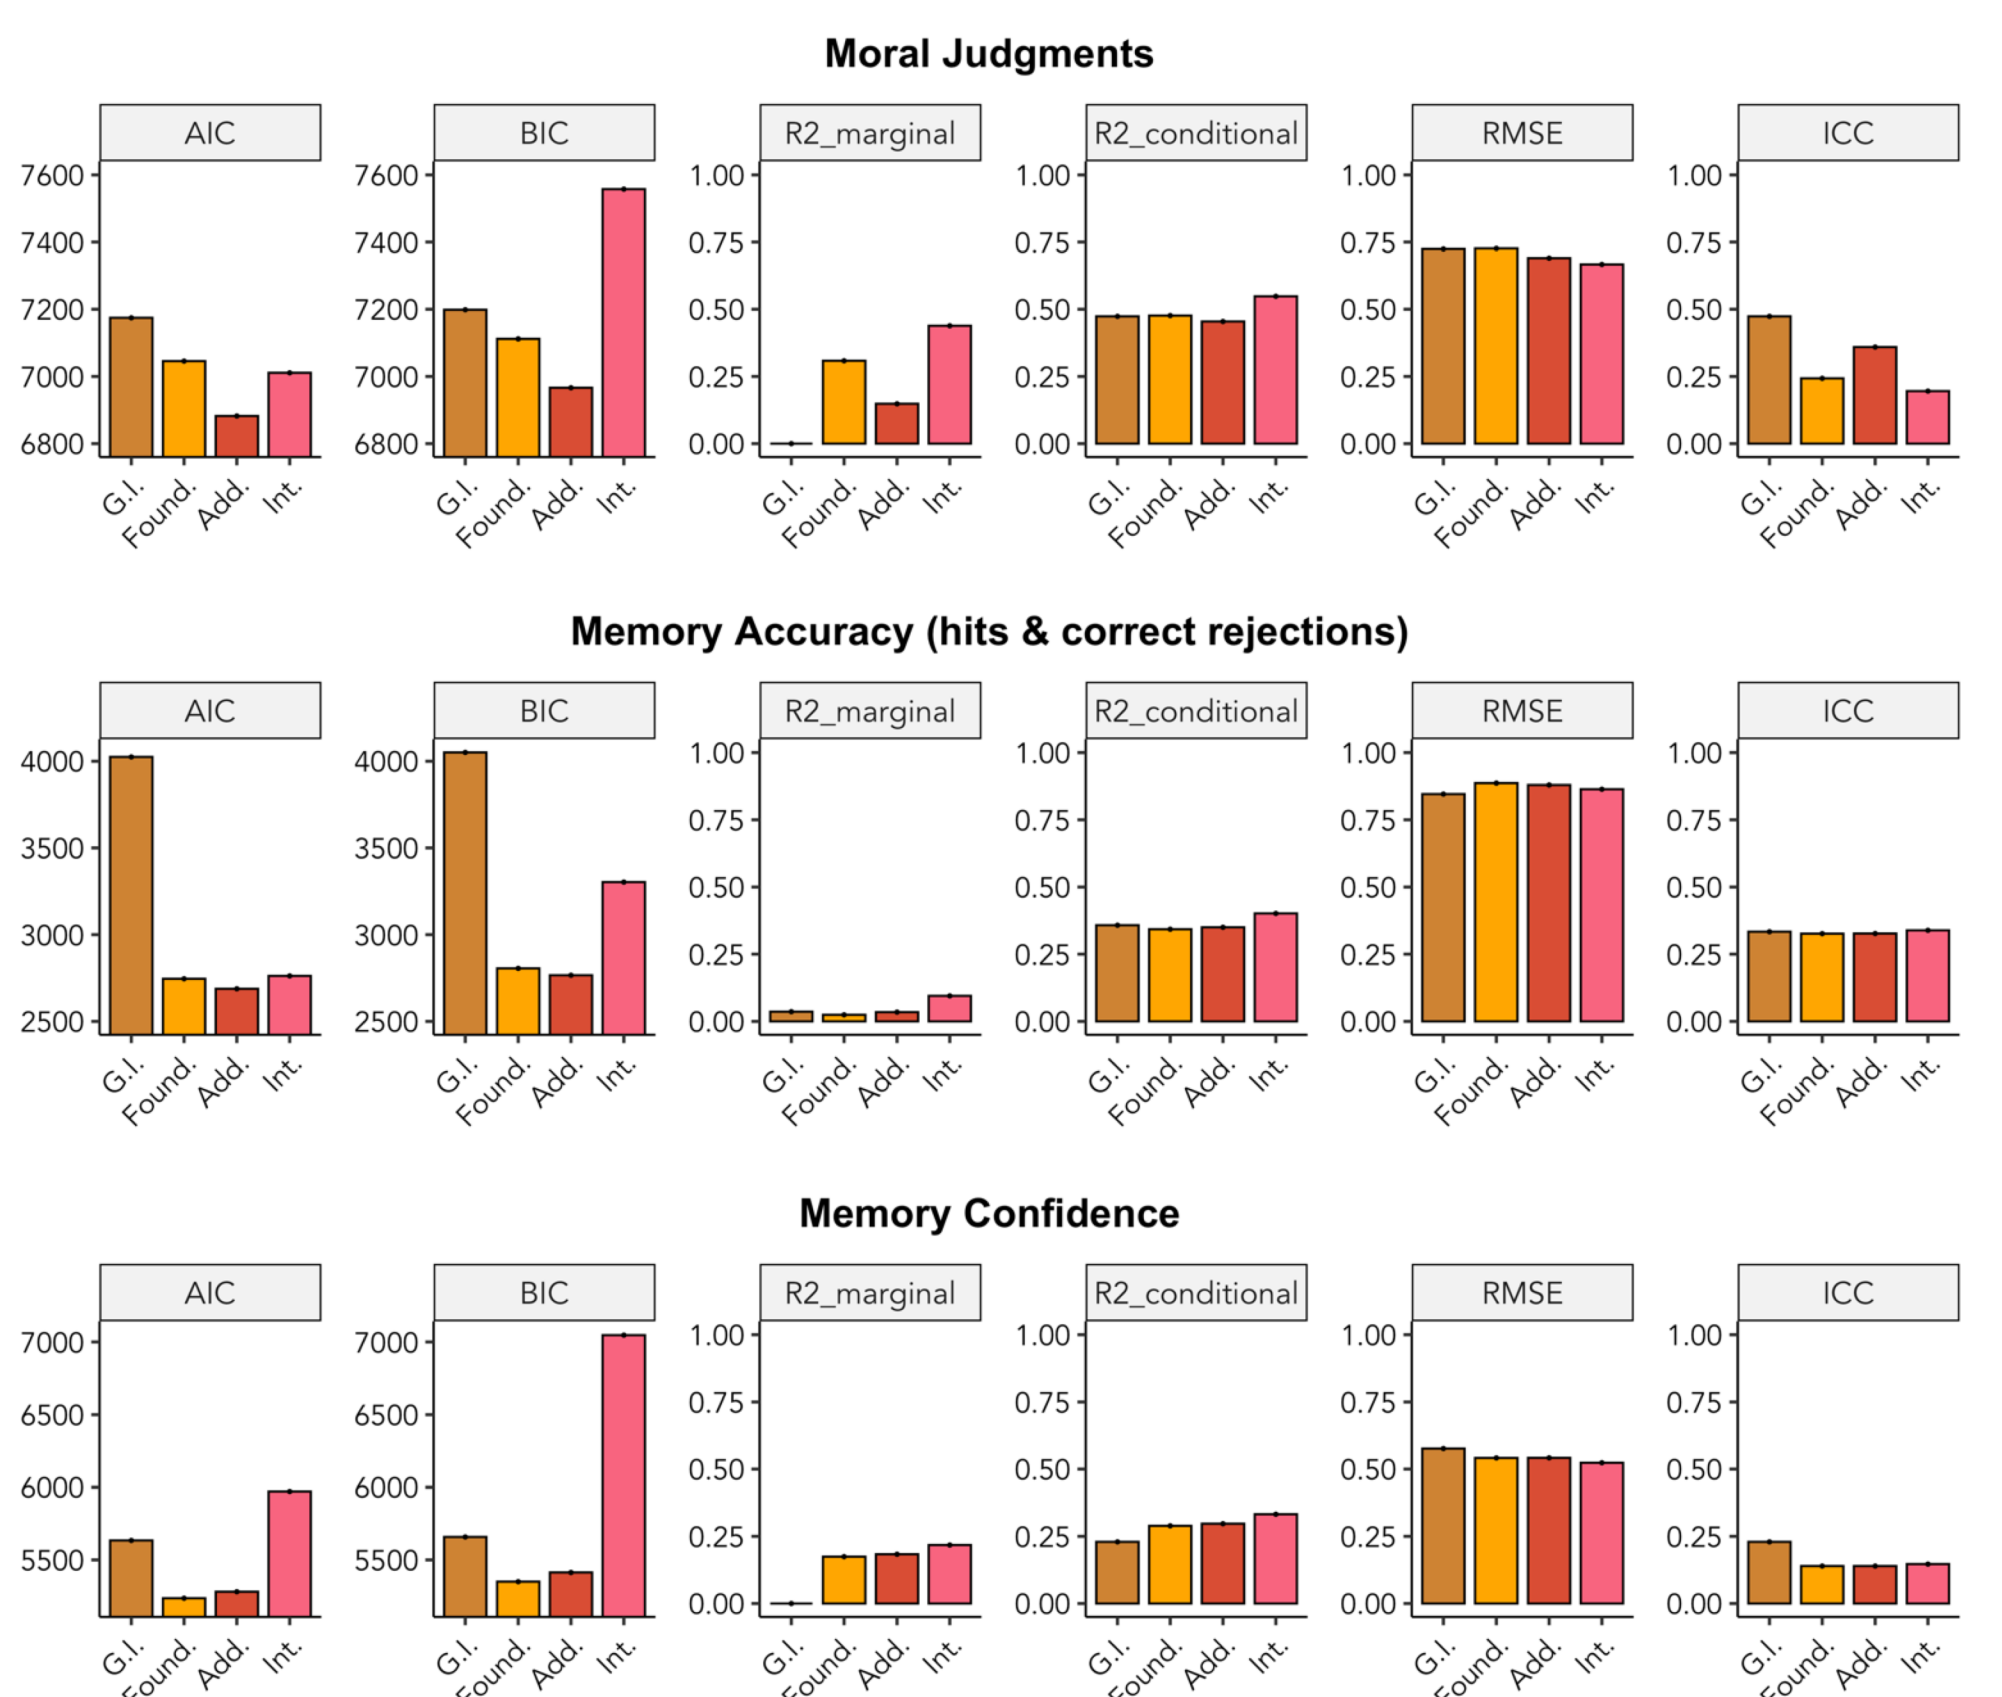 Moral Judgments
AIC BIC R2_marginal R2_conditional RMSE ICC
7600 7600 1.00 1.00 1.00 1.00
7400 7400 0.75 0.75 0.75 0.75
7200 7200 0.50 0.50 0.50 0.50
7000 7000 0.25 0.25 0.25 0.25
6800 6800 0.00 0.00 0.00 0.00
G.I. Found. Add. Int. G.I. Found. Add. Int. G.I. Found. Add. Int. G.I. Found. Add. Int. G.I. Found. Add. Int. G.I. Found. Add. Int.
Memory Accuracy (hits & correct rejections)
AIC BIC R2_marginal R2_conditional RMSE ICC
4000 4000 1.00 1.00 1.00 1.00
3500 3500 0.75 0.75 0.75 0.75
3000 3000 0.50 0.50 0.50 0.50
2500 2500 0.25 0.25 0.25 0.25
0.00 0.00 0.00 0.00
G.I. Found. Add. Int. G.I. Found. Add. Int. G.I. Found. Add. Int. G.I. Found. Add. Int. G.I. Found. Add. Int. G.I. Found. Add. Int.
Memory Confidence
AIC BIC R2_marginal R2_conditional RMSE ICC
7000 7000 1.00 1.00 1.00 1.00
6500 6500 0.75 0.75 0.75 0.75
6000 6000 0.50 0.50 0.50 0.50
5500 5500 0.25 0.25 0.25 0.25
0.00 0.00 0.00 0.00
G.I. Found. Add. Int. G.I. Found. Add. Int. G.I. Found. Add. Int. G.I. Found. Add. Int. G.I. Found. Add. Int. G.I. Found. Add. Int.